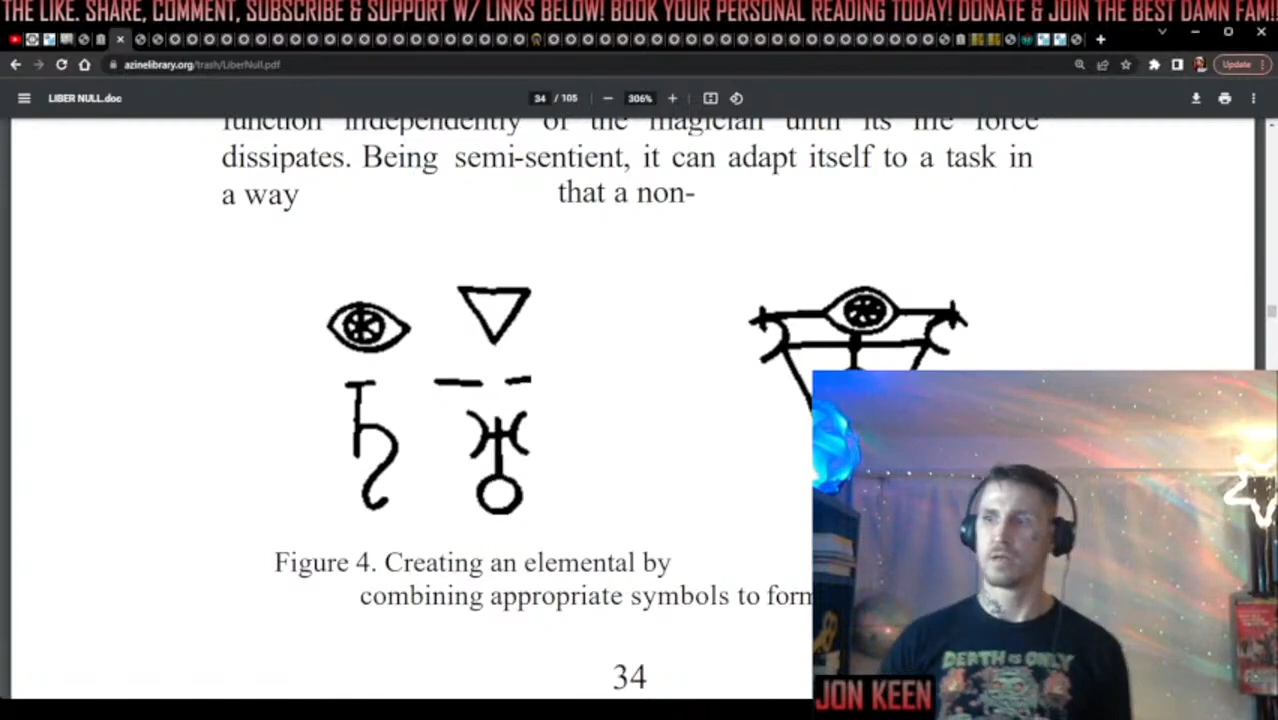 THE LIKE. SHARE, COMMENT, SUBSCRIBE & SUPPORT W/ LINKS BELOW! BOOK YOUR PERSONAL READING TODAY! DONATE & JOIN THE BEST DAMN FAM!
azinelibrary.org/trash/LiberNull.pdf
Update
LIBER NULL.doc
34 / 105
306%
function independently of the magician until its life force
dissipates. Being semi-sentient, it can adapt itself to a task in
a way that a non-
Figure 4. Creating an elemental by
combining appropriate symbols to form
34
DEATH IS ONLY
JON KEEN